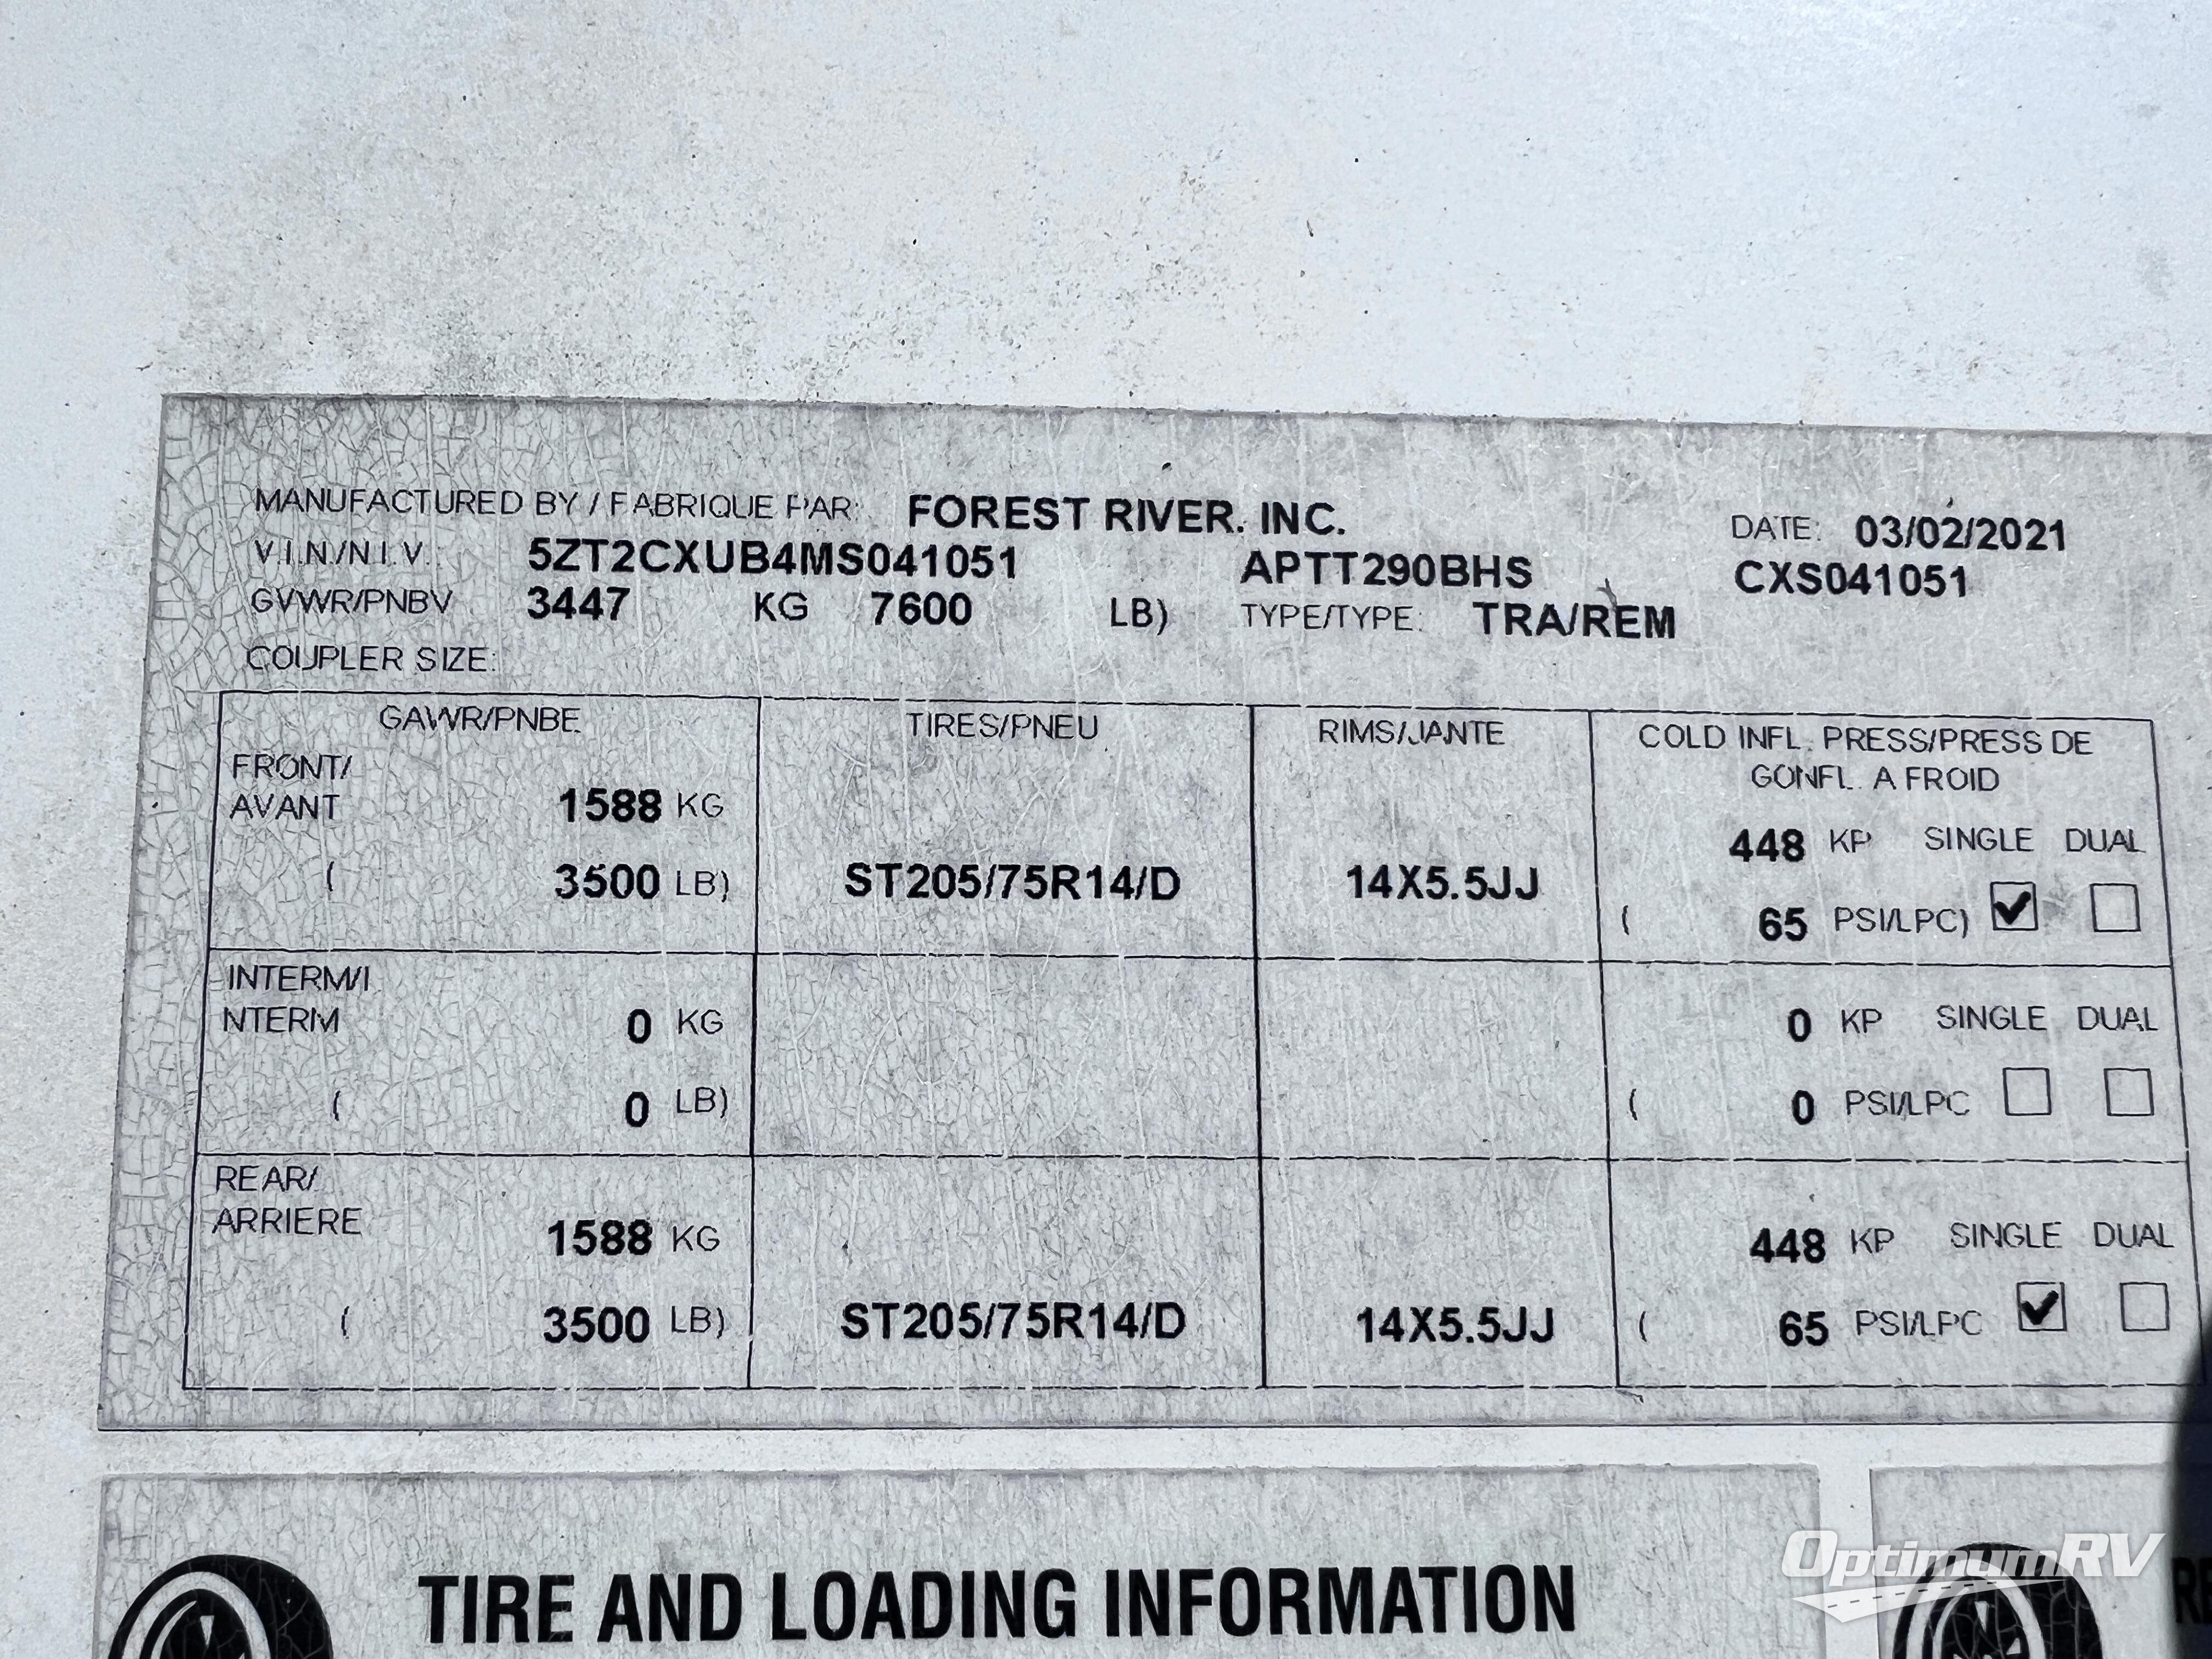 MANUFACTURED BY / FABRIQUE PAR: FOREST RIVER. INC. DATE: 03/02/2021
V.I.N./N.I.V.: 5ZT2CXUB4MS041051 APTT290BHS CXS041051
GVWR/PNBV 3447 KG 7600 LB) TYPE/TYPE: TRA/REM
COUPLER SIZE:
GAWR/PNBE TIRES/PNEU RIMS/JANTE COLD INFL. PRESS/PRESS DE
GONFL. A FROID
FRONT/
AVANT 1588 KG 448 KP SINGLE DUAL
( 3500 LB) ST205/75R14/D 14X5.5JJ ( 65 PSI/LPC)
INTERM/I
NTERM 0 KG 0 KP SINGLE DUAL
( 0 LB) ( 0 PSI/LPC
REAR/
ARRIERE 1588 KG 448 KP SINGLE DUAL
( 3500 LB) ST205/75R14/D 14X5.5JJ ( 65 PSI/LPC
TIRE AND LOADING INFORMATION
OptimumRV